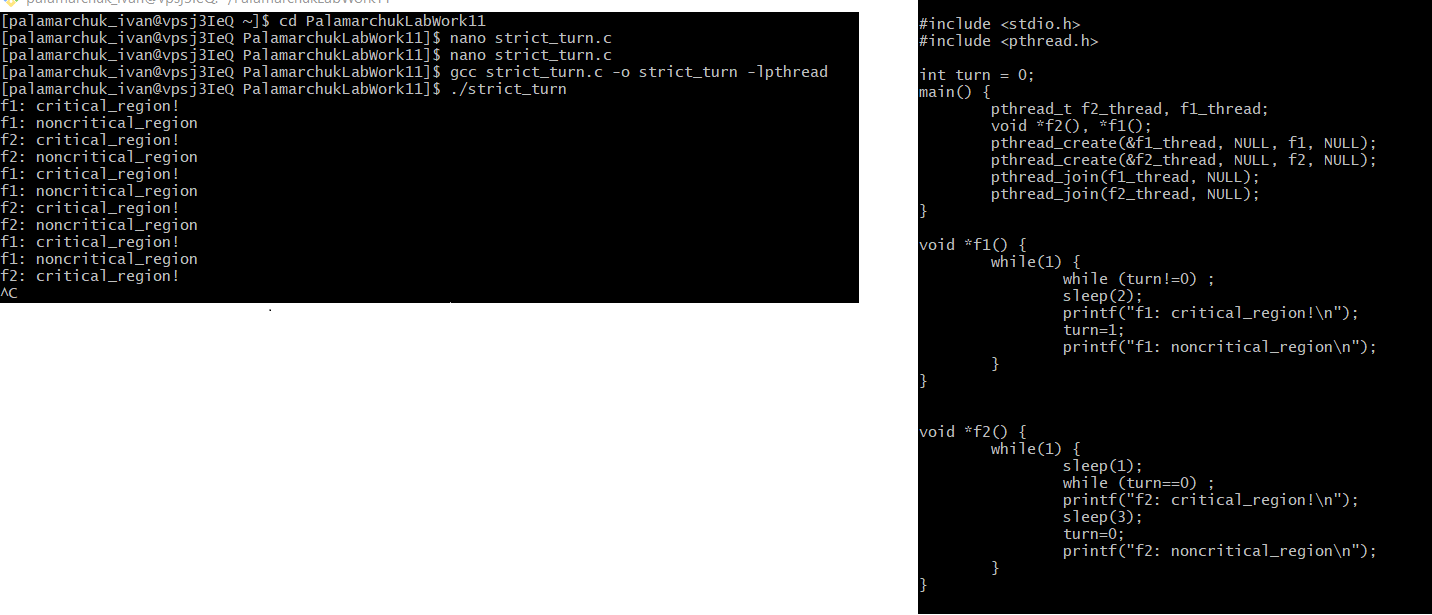 palamarchuk_ivan@vpsj3IeQ:~/PalamarchukLabWork11
[palamarchuk_ivan@vpsj3IeQ ~]$ cd PalamarchukLabWork11
[palamarchuk_ivan@vpsj3IeQ PalamarchukLabWork11]$ nano strict_turn.c
[palamarchuk_ivan@vpsj3IeQ PalamarchukLabWork11]$ nano strict_turn.c
[palamarchuk_ivan@vpsj3IeQ PalamarchukLabWork11]$ gcc strict_turn.c -o strict_turn -lpthread
[palamarchuk_ivan@vpsj3IeQ PalamarchukLabWork11]$ ./strict_turn
f1: critical_region!
f1: noncritical_region
f2: critical_region!
f2: noncritical_region
f1: critical_region!
f1: noncritical_region
f2: critical_region!
f2: noncritical_region
f1: critical_region!
f1: noncritical_region
f2: critical_region!
^C
#include <stdio.h>
#include <pthread.h>
int turn = 0;
main() {
pthread_t f2_thread, f1_thread;
void *f2(), *f1();
pthread_create(&f1_thread, NULL, f1, NULL);
pthread_create(&f2_thread, NULL, f2, NULL);
pthread_join(f1_thread, NULL);
pthread_join(f2_thread, NULL);
}
void *f1() {
while(1) {
while (turn!=0) ;
sleep(2);
printf("f1: critical_region!\n");
turn=1;
printf("f1: noncritical_region\n");
}
}
void *f2() {
while(1) {
sleep(1);
while (turn==0) ;
printf("f2: critical_region!\n");
sleep(3);
turn=0;
printf("f2: noncritical_region\n");
}
}